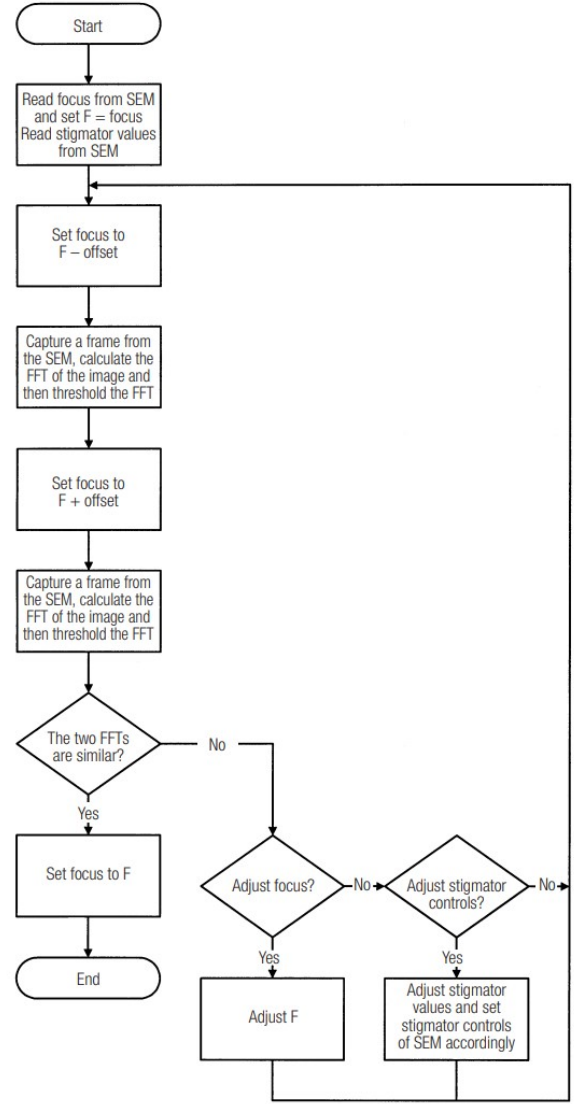 Start
Read focus from SEM
and set F = focus
Read stigmator values
from SEM
Set focus to
F – offset
Capture a frame from
the SEM, calculate the
FFT of the image and
then threshold the FFT
Set focus to
F + offset
Capture a frame from
the SEM, calculate the
FFT of the image and
then threshold the FFT
The two FFTs
are similar?
No
Yes
Set focus to F
End
Adjust focus?
No
Adjust stigmator
controls?
No
Yes
Yes
Adjust F
Adjust stigmator
values and set
stigmator controls
of SEM accordingly